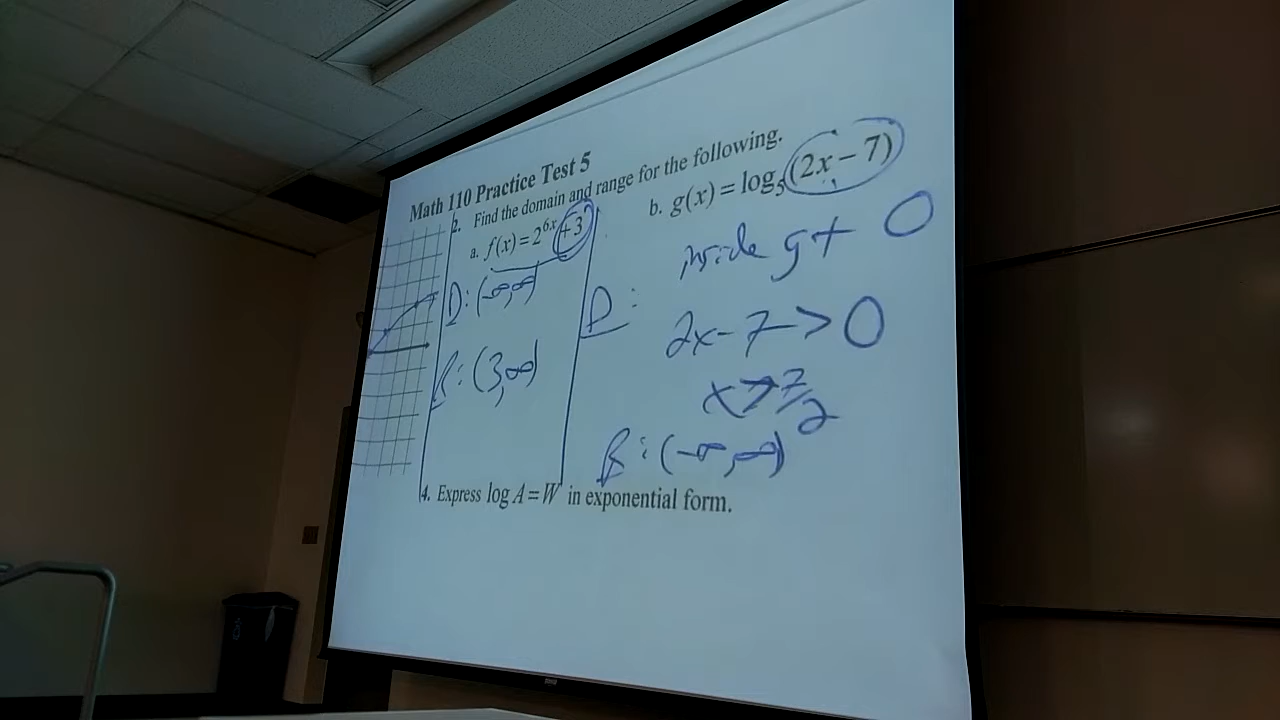 Math 110 Practice Test 5
2. Find the domain and range for the following.
a. f(x) = 2^{6x} + 3
b. g(x) = log₅(2x − 7)
D: (-∞,∞)
R: (3,∞)
inside gt 0
D:
2x-7>0
x>7/2
R: (-∞,∞)
4. Express log A = W in exponential form.